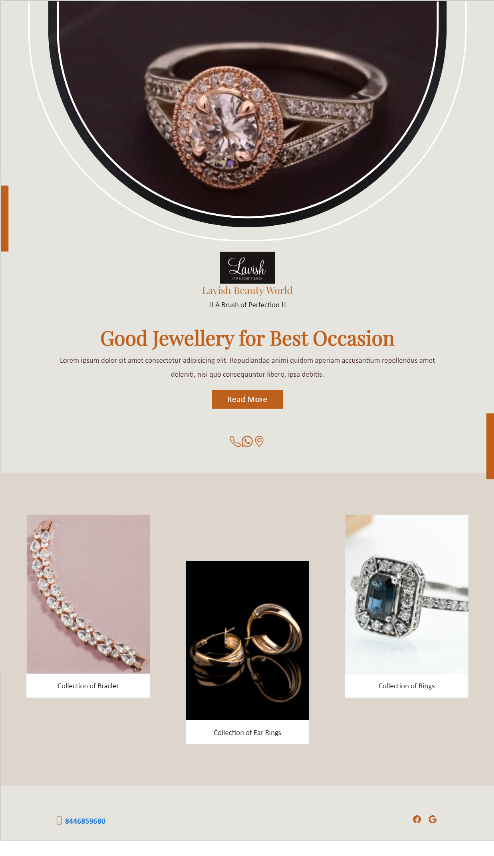 Lavish
Lavish Beauty World
!! A Brush of Perfection !!
Good Jewellery for Best Occasion
Lorem ipsum dolor sit amet consectetur adipisicing elit. Repudiandae animi quidem aperiam accusantium repellendus amet
deleniti, nisi quo consequuntur libero, ipsa debitis.
Read More
Collection of Braclet
Collection of Ear Rings
Collection of Rings
8446859680